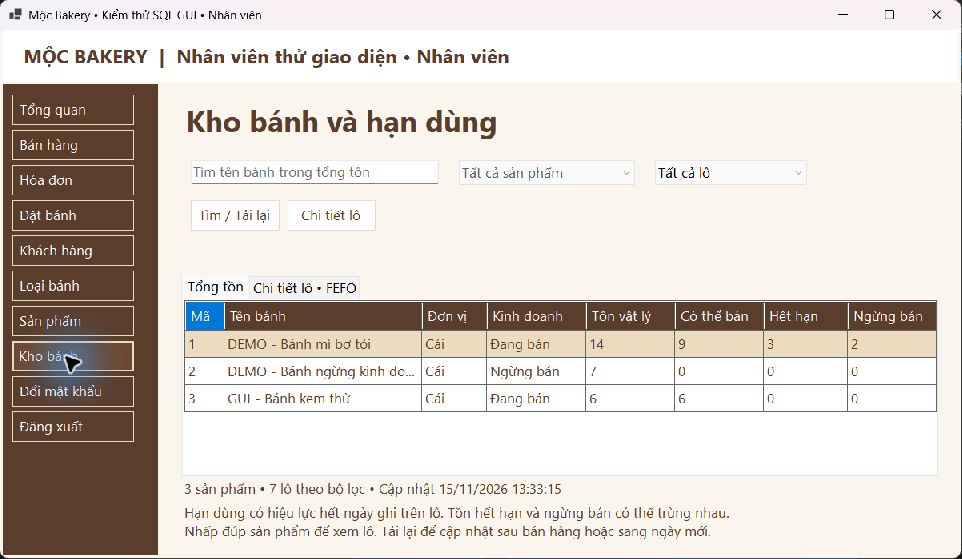 Mộc Bakery • Kiểm thử SQL GUI • Nhân viên
MỘC BAKERY | Nhân viên thử giao diện • Nhân viên
Tổng quan
Bán hàng
Hóa đơn
Đặt bánh
Khách hàng
Loại bánh
Sản phẩm
Kho bánh
Đổi mật khẩu
Đăng xuất
Kho bánh và hạn dùng
Tìm tên bánh trong tổng tồn
Tất cả sản phẩm
Tất cả lô
Tìm / Tải lại
Chi tiết lô
Tổng tồn
Chi tiết lô • FEFO
Mã Tên bánh Đơn vị Kinh doanh Tồn vật lý Có thể bán Hết hạn Ngừng bán
1 DEMO - Bánh mì bơ tỏi Cái Đang bán 14 9 3 2
2 DEMO - Bánh ngừng kinh do... Cái Ngừng bán 7 0 0 0
3 GUI - Bánh kem thử Cái Đang bán 6 6 0 0
3 sản phẩm • 7 lô theo bộ lọc • Cập nhật 15/11/2026 13:33:15
Hạn dùng có hiệu lực hết ngày ghi trên lô. Tồn hết hạn và ngừng bán có thể trùng nhau.
Nhấp đúp sản phẩm để xem lô. Tải lại để cập nhật sau bán hàng hoặc sang ngày mới.